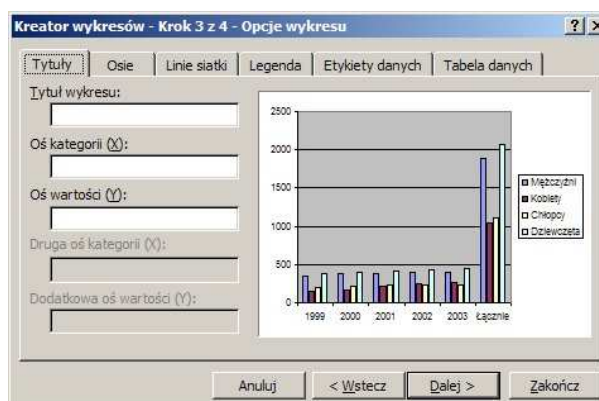 Kreator wykresów - Krok 3 z 4 - Opcje wykresu
Tytuły Osie Linie siatki Legenda Etykiety danych Tabela danych
Tytuł wykresu:
Oś kategorii (X):
Oś wartości (Y):
Druga oś kategorii (X):
Dodatkowa oś wartości (Y):
2500
2000
1500
1000
500
0
1999 2000 2001 2002 2003 Łącznie
Mężczyźni
Kobiety
Chłopcy
Dziewczęta
Anuluj < Wstecz Dalej > Zakończ